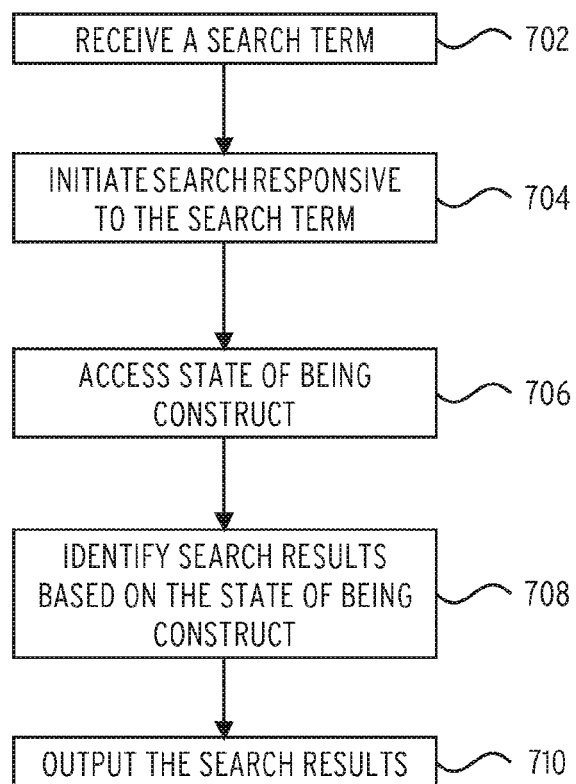 RECEIVE A SEARCH TERM
702
INITIATE SEARCH RESPONSIVE
TO THE SEARCH TERM
704
ACCESS STATE OF BEING
CONSTRUCT
706
IDENTIFY SEARCH RESULTS
BASED ON THE STATE OF BEING
CONSTRUCT
708
OUTPUT THE SEARCH RESULTS
710